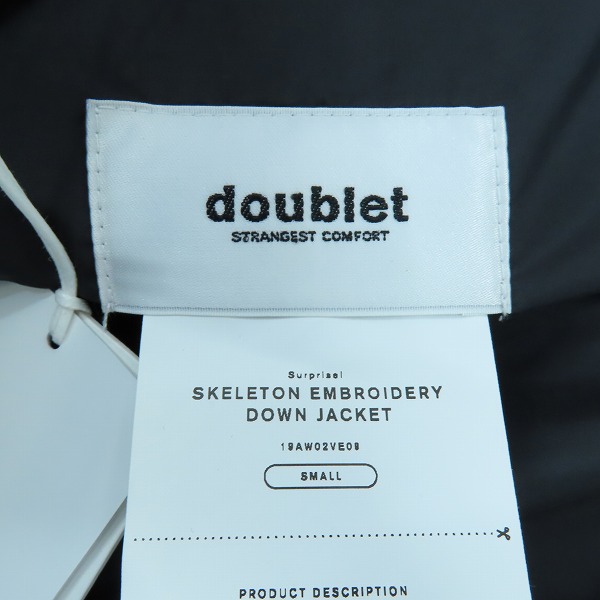 doublet
STRANGEST COMFORT
Surprise!
SKELETON EMBROIDERY
DOWN JACKET
19AW02VE09
SMALL
PRODUCT DESCRIPTION